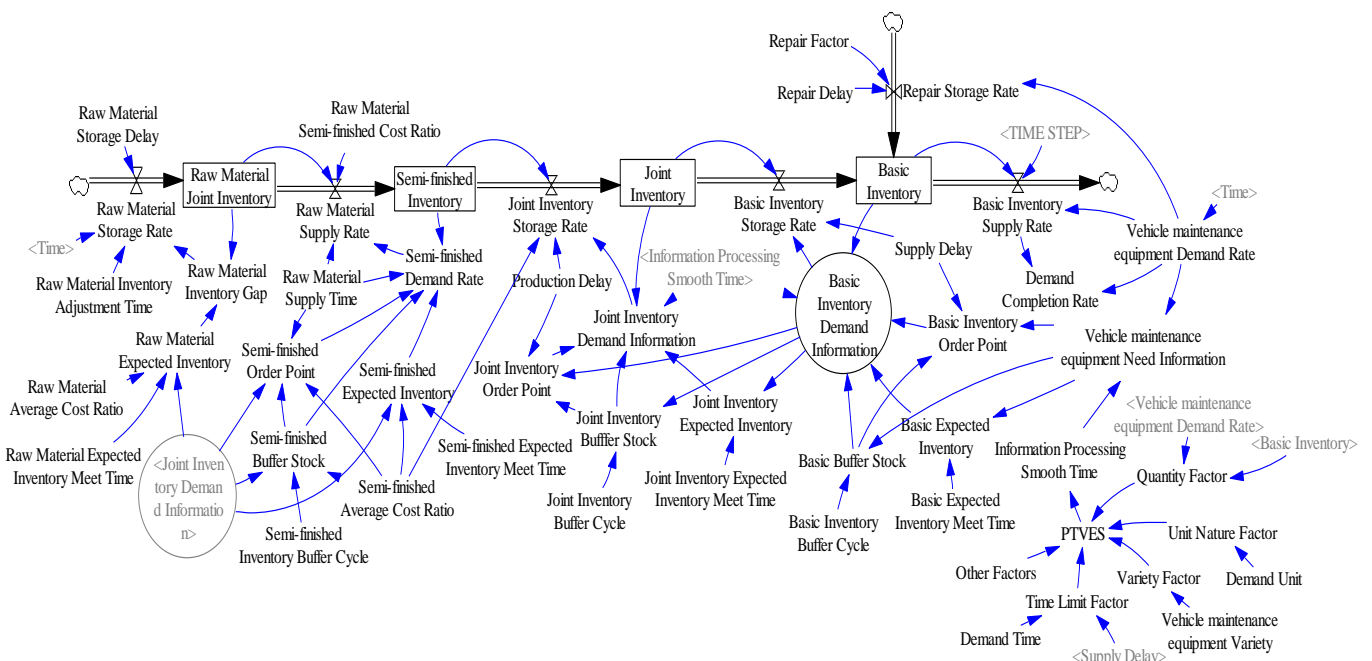 Repair Factor
Repair Delay
Repair Storage Rate
Raw Material
Storage Delay
Raw Material
Semi-finished Cost Ratio
<TIME STEP>
Raw Material
Joint Inventory
Semi-finished
Inventory
Joint
Inventory
Basic
Inventory
Raw Material
Storage Rate
Raw Material
Supply Rate
Joint Inventory
Storage Rate
Basic Inventory
Storage Rate
Basic Inventory
Supply Rate
<Time>
Vehicle maintenance
equipment Demand Rate
<Time>
Raw Material Inventory
Adjustment Time
Raw Material
Inventory Gap
Raw Material
Supply Time
Semi-finished
Demand Rate
Production Delay
<Information Processing
Smooth Time>
Supply Delay
Demand
Completion Rate
Basic
Inventory
Demand
Information
Raw Material
Expected Inventory
Semi-finished
Order Point
Joint Inventory
Demand Information
Basic Inventory
Order Point
Vehicle maintenance
equipment Need Information
Raw Material
Average Cost Ratio
Semi-finished
Expected Inventory
Joint Inventory
Order Point
Joint Inventory
Bufffer Stock
Joint Inventory
Expected Inventory
Basic Expected
Inventory
<Vehicle maintenance
equipment Demand Rate>
<Basic Inventory>
Raw Material Expected
Inventory Meet Time
Semi-finished
Buffer Stock
Semi-finished Expected
Inventory Meet Time
Basic Buffer Stock
Information Processing
Smooth Time
Quantity Factor
<Joint Inven
tory Deman
d Informatio
n>
Semi-finished
Average Cost Ratio
Joint Inventory
Buffer Cycle
Joint Inventory Expected
Inventory Meet Time
Basic Inventory
Buffer Cycle
Basic Expected
Inventory Meet Time
Semi-finished
Inventory Buffer Cycle
PTVES
Unit Nature Factor
Other Factors
Variety Factor
Demand Unit
Time Limit Factor
Demand Time
Vehicle maintenance
equipment Variety
<Supply Delay>